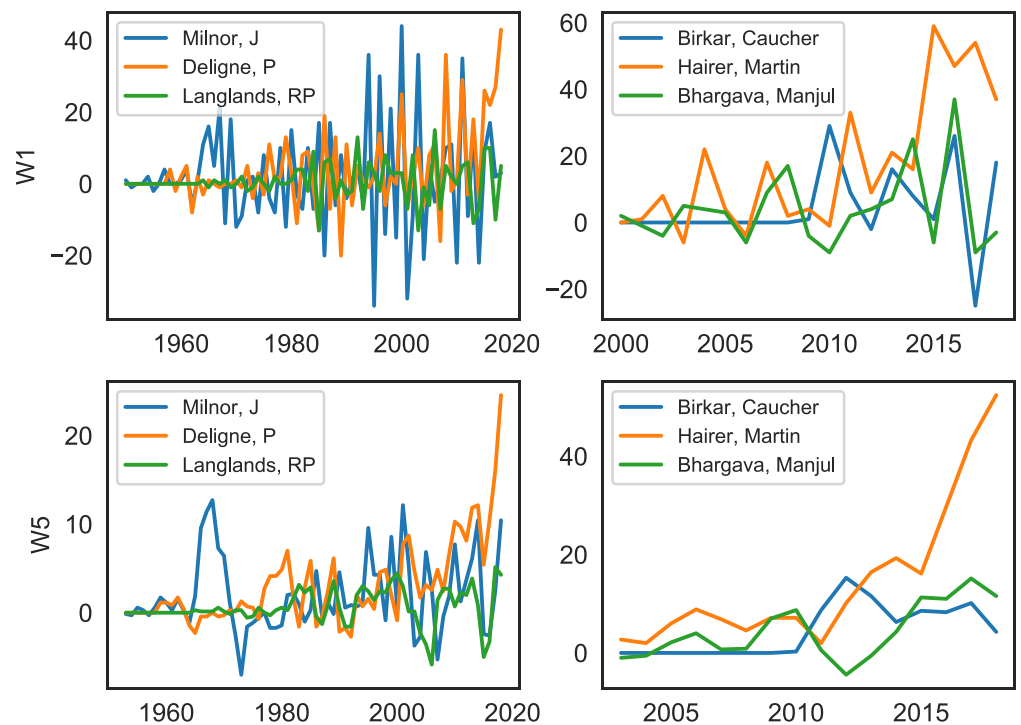 40
20
0
−20
W1
Milnor, J
Deligne, P
Langlands, RP
1960
1980
2000
2020
60
40
20
0
−20
Birkar, Caucher
Hairer, Martin
Bhargava, Manjul
2000
2005
2010
2015
20
10
0
W5
Milnor, J
Deligne, P
Langlands, RP
1960
1980
2000
2020
40
20
0
Birkar, Caucher
Hairer, Martin
Bhargava, Manjul
2005
2010
2015